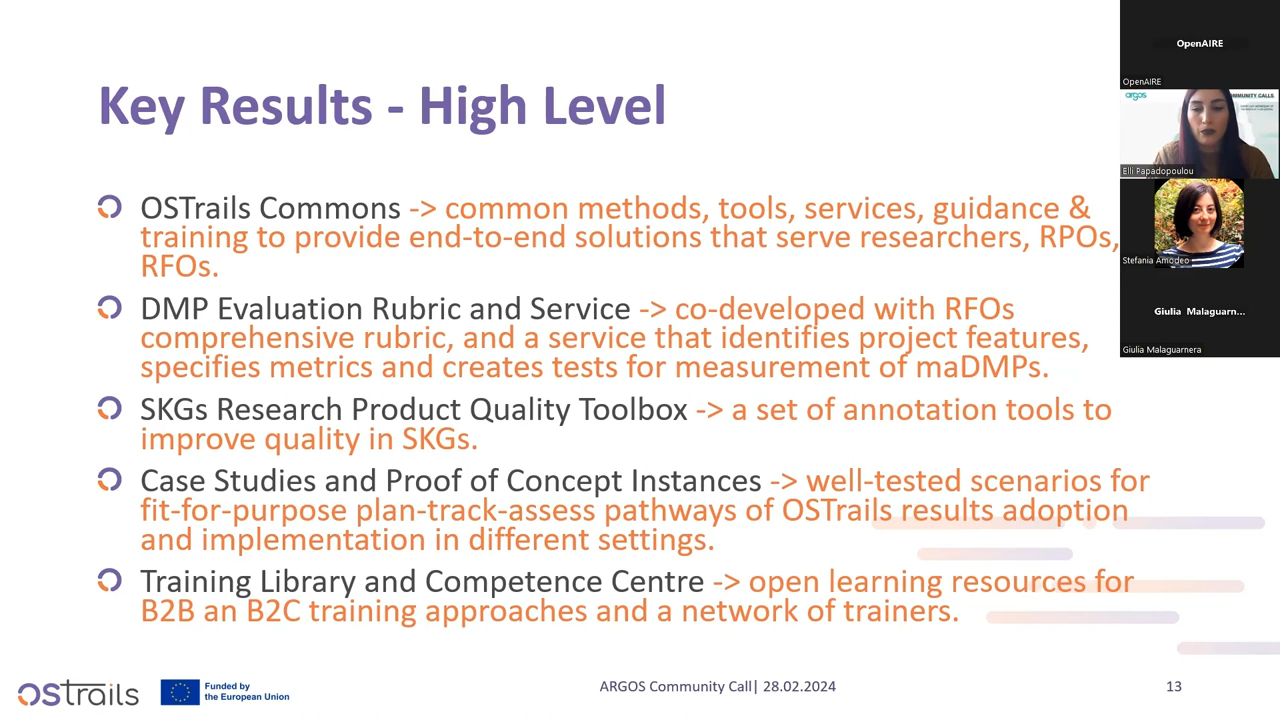 Key Results - High Level
OSTrails Commons -> common methods, tools, services, guidance &
training to provide end-to-end solutions that serve researchers, RPOs,
RFOs.
DMP Evaluation Rubric and Service -> co-developed with RFOs
comprehensive rubric, and a service that identifies project features,
specifies metrics and creates tests for measurement of maDMPs.
SKGs Research Product Quality Toolbox -> a set of annotation tools to
improve quality in SKGs.
Case Studies and Proof of Concept Instances -> well-tested scenarios for
fit-for-purpose plan-track-assess pathways of OSTrails results adoption
and implementation in different settings.
Training Library and Competence Centre -> open learning resources for
B2B an B2C training approaches and a network of trainers.
OStrails
Funded by
the European Union
ARGOS Community Call| 28.02.2024
13
OpenAIRE
OpenAIRE
argos
MMUNITY CALLS
Elli Papadopoulou
Stefania Amodeo
Giulia Malaguarn...
Giulia Malaguarnera